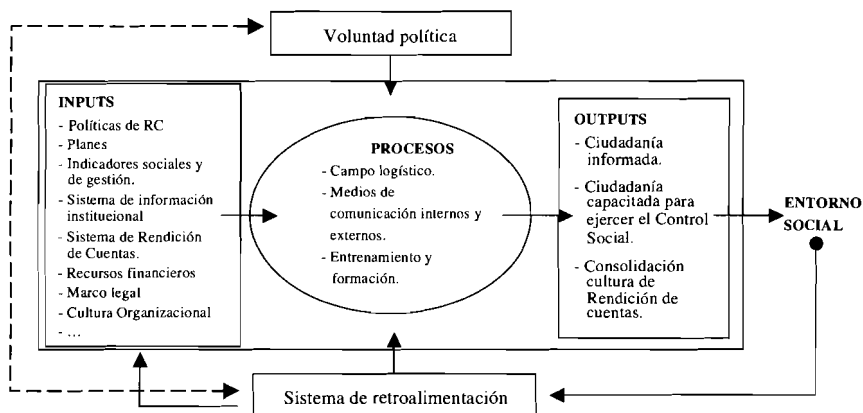 Voluntad política
INPUTS
- Políticas de RC
- Planes
- Indicadores sociales y
de gestión.
- Sistema de información
institucional
- Sistema de Rendición
de Cuentas.
- Recursos financieros
- Marco legal
- Cultura Organizacional
- ...
PROCESOS
- Campo logístico.
- Medios de
comunicación internos y
externos.
- Entrenamiento y
formación.
OUTPUTS
- Ciudadanía
informada.
- Ciudadanía
capacitada para
ejercer el Control
Social.
- Consolidación
cultura de
Rendición de
cuentas.
ENTORNO
SOCIAL
Sistema de retroalimentación